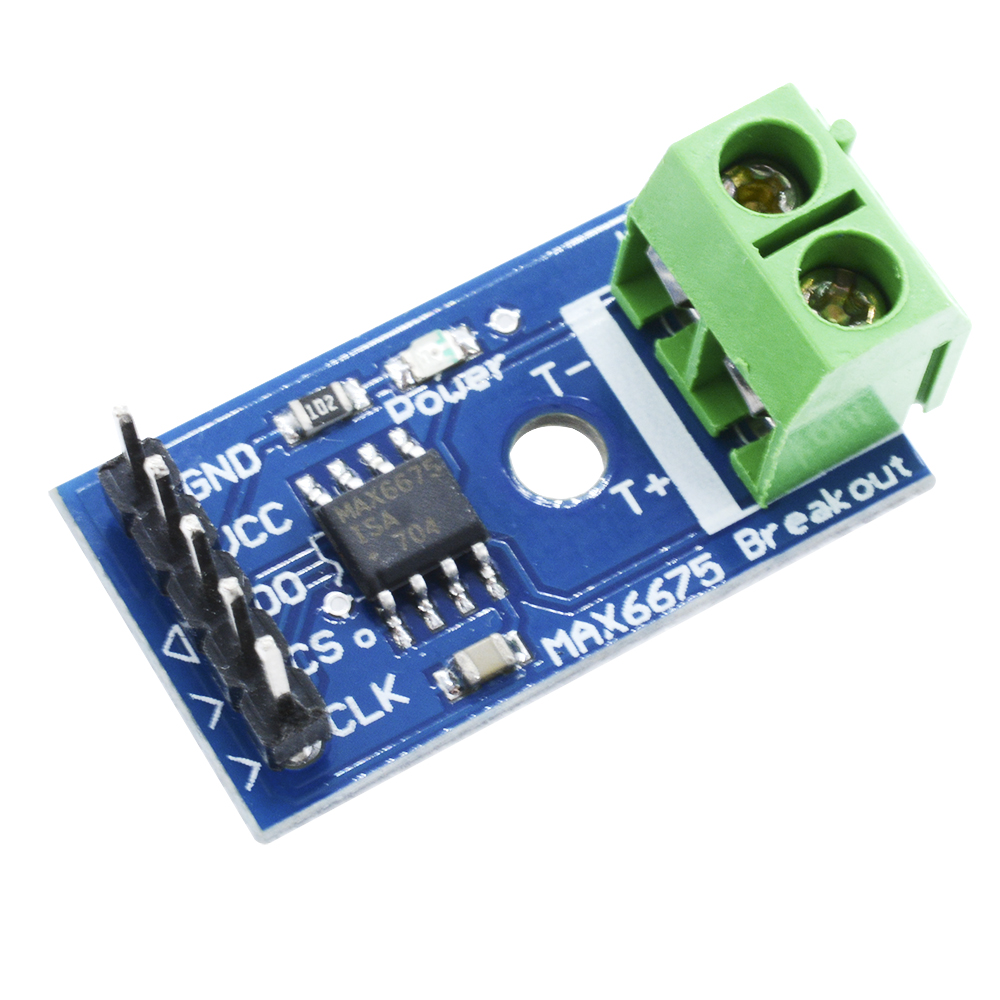 102
Power
T-
T+
GND
VCC
DO
CS
CLK
MAX6675
ISA
704
MAX6675 Breakout